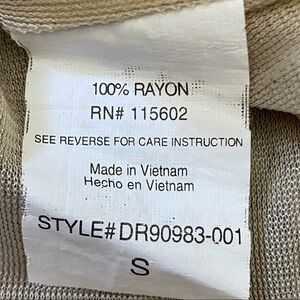 100% RAYON
RN# 115602
SEE REVERSE FOR CARE INSTRUCTION
Made in Vietnam
Hecho en Vietnam
STYLE#DR90983-001
S